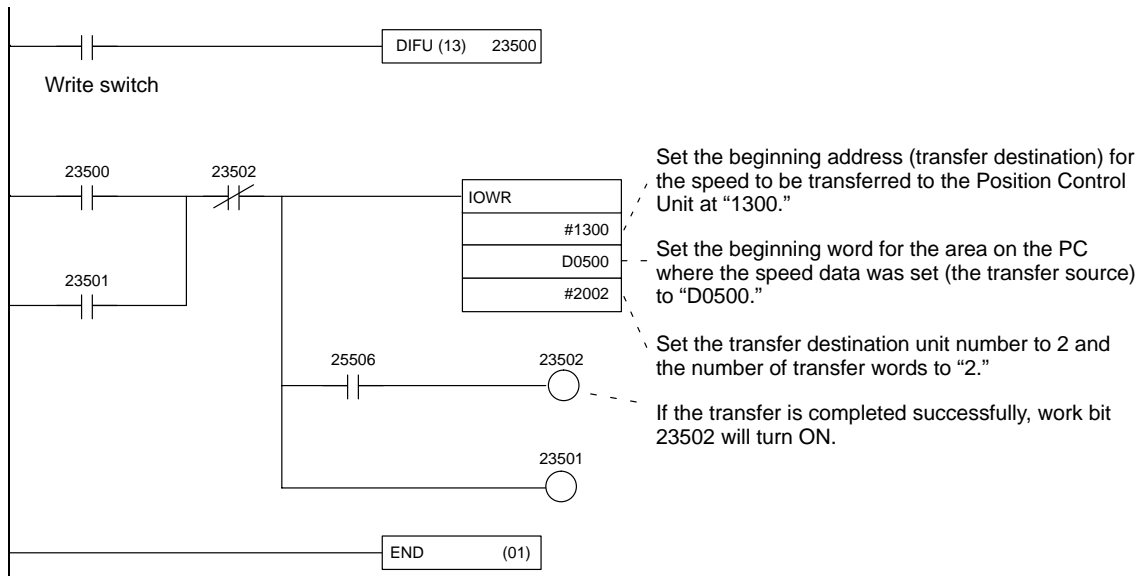 DIFU (13) 23500
Write switch
23500
23502
IOWR
#1300
D0500
#2002
Set the beginning address (transfer destination) for
the speed to be transferred to the Position Control
Unit at “1300.”
Set the beginning word for the area on the PC
where the speed data was set (the transfer source)
to “D0500.”
23501
Set the transfer destination unit number to 2 and
the number of transfer words to “2.”
25506
23502
If the transfer is completed successfully, work bit
23502 will turn ON.
23501
END (01)